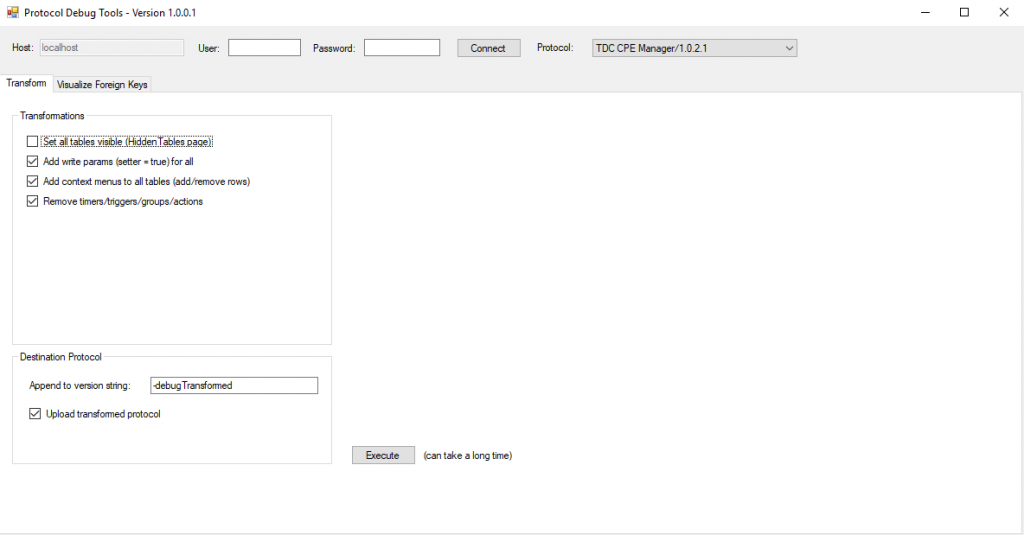 Protocol Debug Tools - Version 1.0.0.1
Host: localhost User: Password: Connect Protocol: TDC CPE Manager/1.0.2.1
Transform Visualize Foreign Keys
Transformations
Set all tables visible (HiddenTables page)
Add write params (setter = true) for all
Add context menus to all tables (add/remove rows)
Remove timers/triggers/groups/actions
Destination Protocol
Append to version string: -debugTransformed
Upload transformed protocol
Execute (can take a long time)